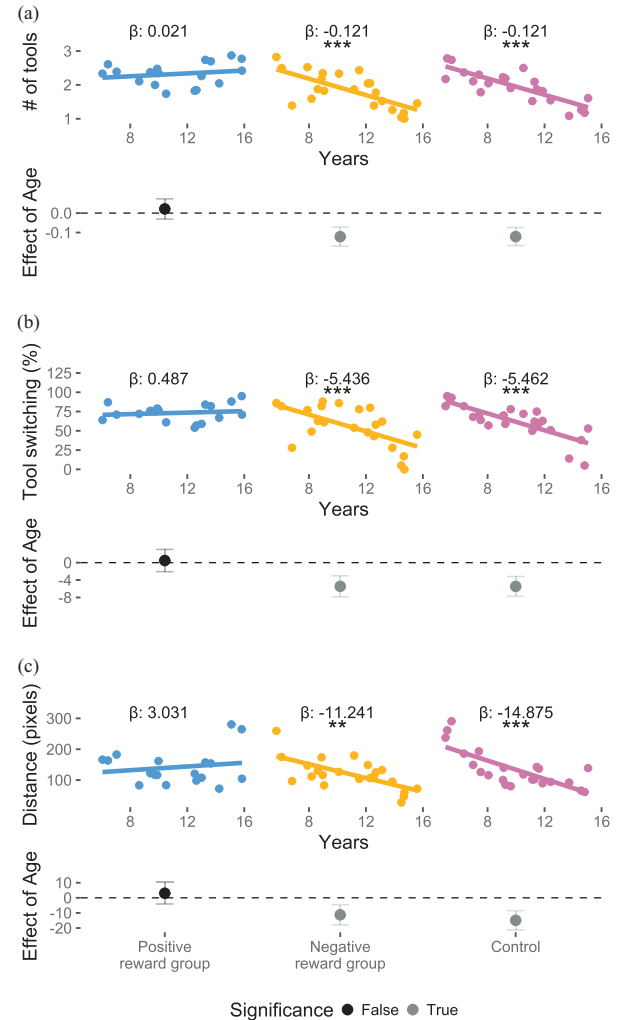 (a)
β: 0.021 β: -0.121 β: -0.121
*** ***
# of tools
3
2
1
8 12 16 8 12 16 8 12 16
Years
Effect of Age
0.0
-0.1
(b)
Tool switching (%)
125
100
75
50
25
0
β: 0.487 β: -5.436 β: -5.462
*** ***
8 12 16 8 12 16 8 12 16
Years
Effect of Age
0
-4
-8
(c)
Distance (pixels)
300
200
100
β: 3.031 β: -11.241 β: -14.875
** ***
8 12 16 8 12 16 8 12 16
Years
Effect of Age
10
0
-10
-20
Positive Negative Control
reward group reward group
Significance False True